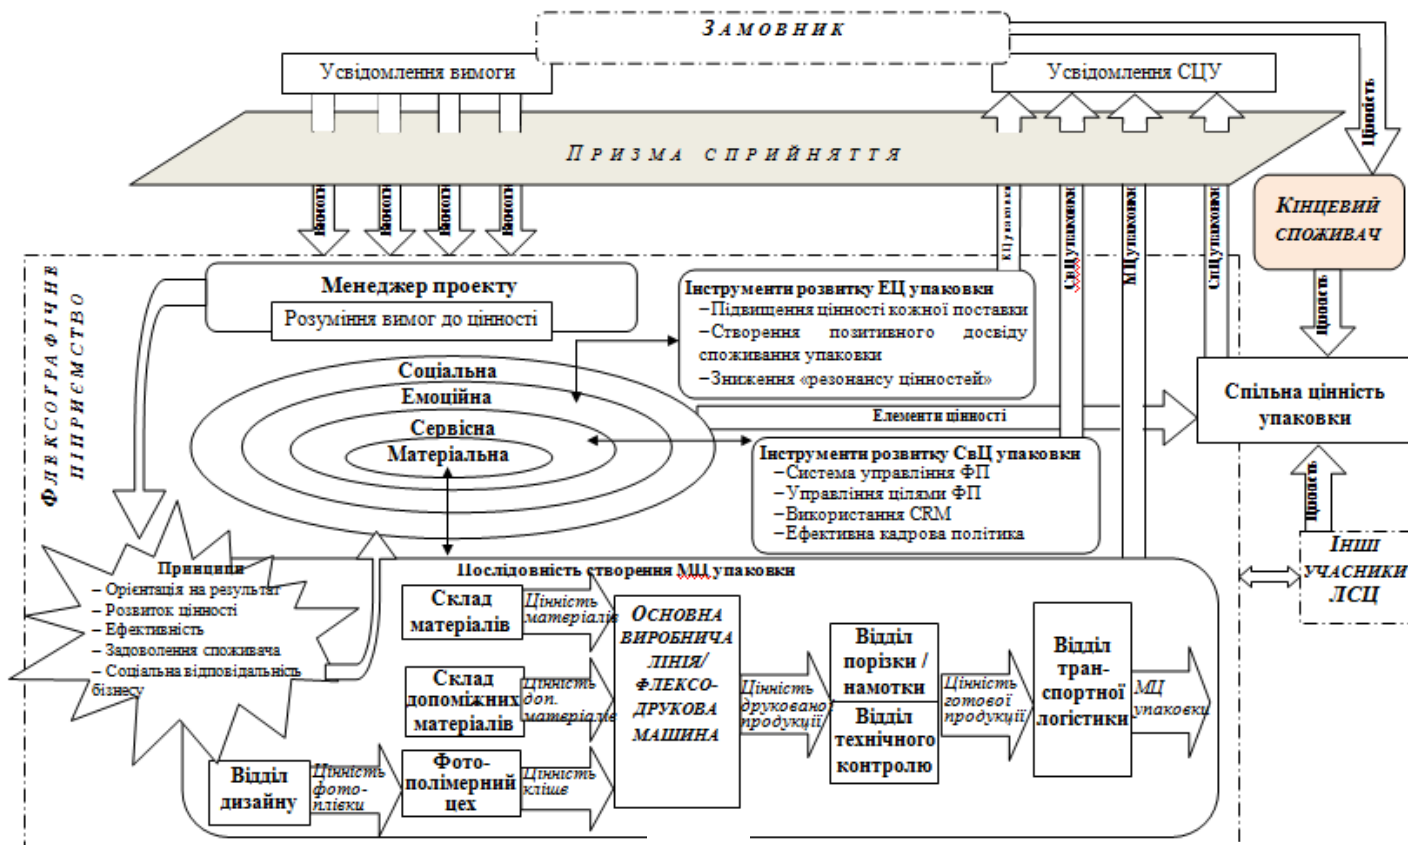 ЗАМОВНИК
Усвідомлення вимоги
Усвідомлення СЦУ
Цінність
ПРИЗМА СПРИЙНЯТТЯ
Вимоги
Вимоги
Вимоги
Вимоги
ЕЦ упаковки
СвЦ упаковки
МЦ упаковки
СпЦ упаковки
КІНЦЕВИЙ
СПОЖИВАЧ
Цінність
ФЛЕКСОГРАФІЧНЕ
ПІПРИЄМСТВО
Менеджер проекту
Розуміння вимог до цінності
Інструменти розвитку ЕЦ упаковки
–Підвищення цінності кожної поставки
–Створення позитивного досвіду
споживання упаковки
–Зниження «резонансу цінностей»
Соціальна
Емоційна
Сервісна
Матеріальна
Елементи цінності
Спільна цінність
упаковки
Інструменти розвитку СвЦ упаковки
–Система управління ФП
–Управління цілями ФП
–Використання CRM
–Ефективна кадрова політика
Цінність
ІНШІ
УЧАСНИКИ
ЛСЦ
Принципи
– Орієнтація на результат
– Розвиток цінності
– Ефективність
– Задоволення споживача
– Соціальна відповідальність
бізнесу
Послідовність створення МЦ упаковки
Склад
матеріалів
Цінність
матеріалів
Склад
допоміжних
матеріалів
Цінність
доп.
матеріалів
Відділ
дизайну
Цінність
фото-
плівки
Фото-
полімерний
цех
Цінність
кліше
ОСНОВНА
ВИРОБНИЧА
ЛІНІЯ/
ФЛЕКСО-
ДРУКОВА
МАШИНА
Цінність
друкованої
продукції
Відділ
порізки /
намотки
Відділ
технічного
контролю
Цінність
готової
продукції
Відділ
тран-
спортної
логістики
МЦ
упаковки